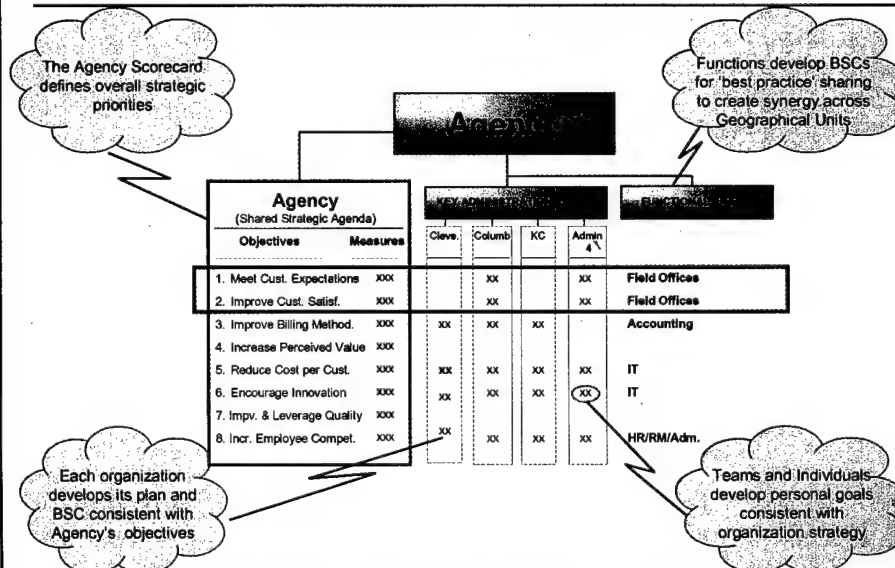 The Agency Scorecard
defines overall strategic
priorities
Functions develop BSCs
for 'best practice' sharing
to create synergy across
Geographical Units
Agency
KEY ADMINISTRAT
FUNCTIONAL
Agency
(Shared Strategic Agenda)
Objectives Measures
Cleve. Columb KC Admin
4
1. Meet Cust. Expectations XXX XX XX Field Offices
2. Improve Cust. Satisf. XXX XX XX Field Offices
3. Improve Billing Method. XXX XX XX XX Accounting
4. Increase Perceived Value XXX
5. Reduce Cost per Cust. XXX XX XX XX XX IT
6. Encourage Innovation XXX XX XX XX XX IT
7. Impv. & Leverage Quality XXX
8. Incr. Employee Compet. XXX XX XX XX XX HR/RM/Adm.
Each organization
develops its plan and
BSC consistent with
Agency's objectives
Teams and Individuals
develop personal goals
consistent with
organization strategy